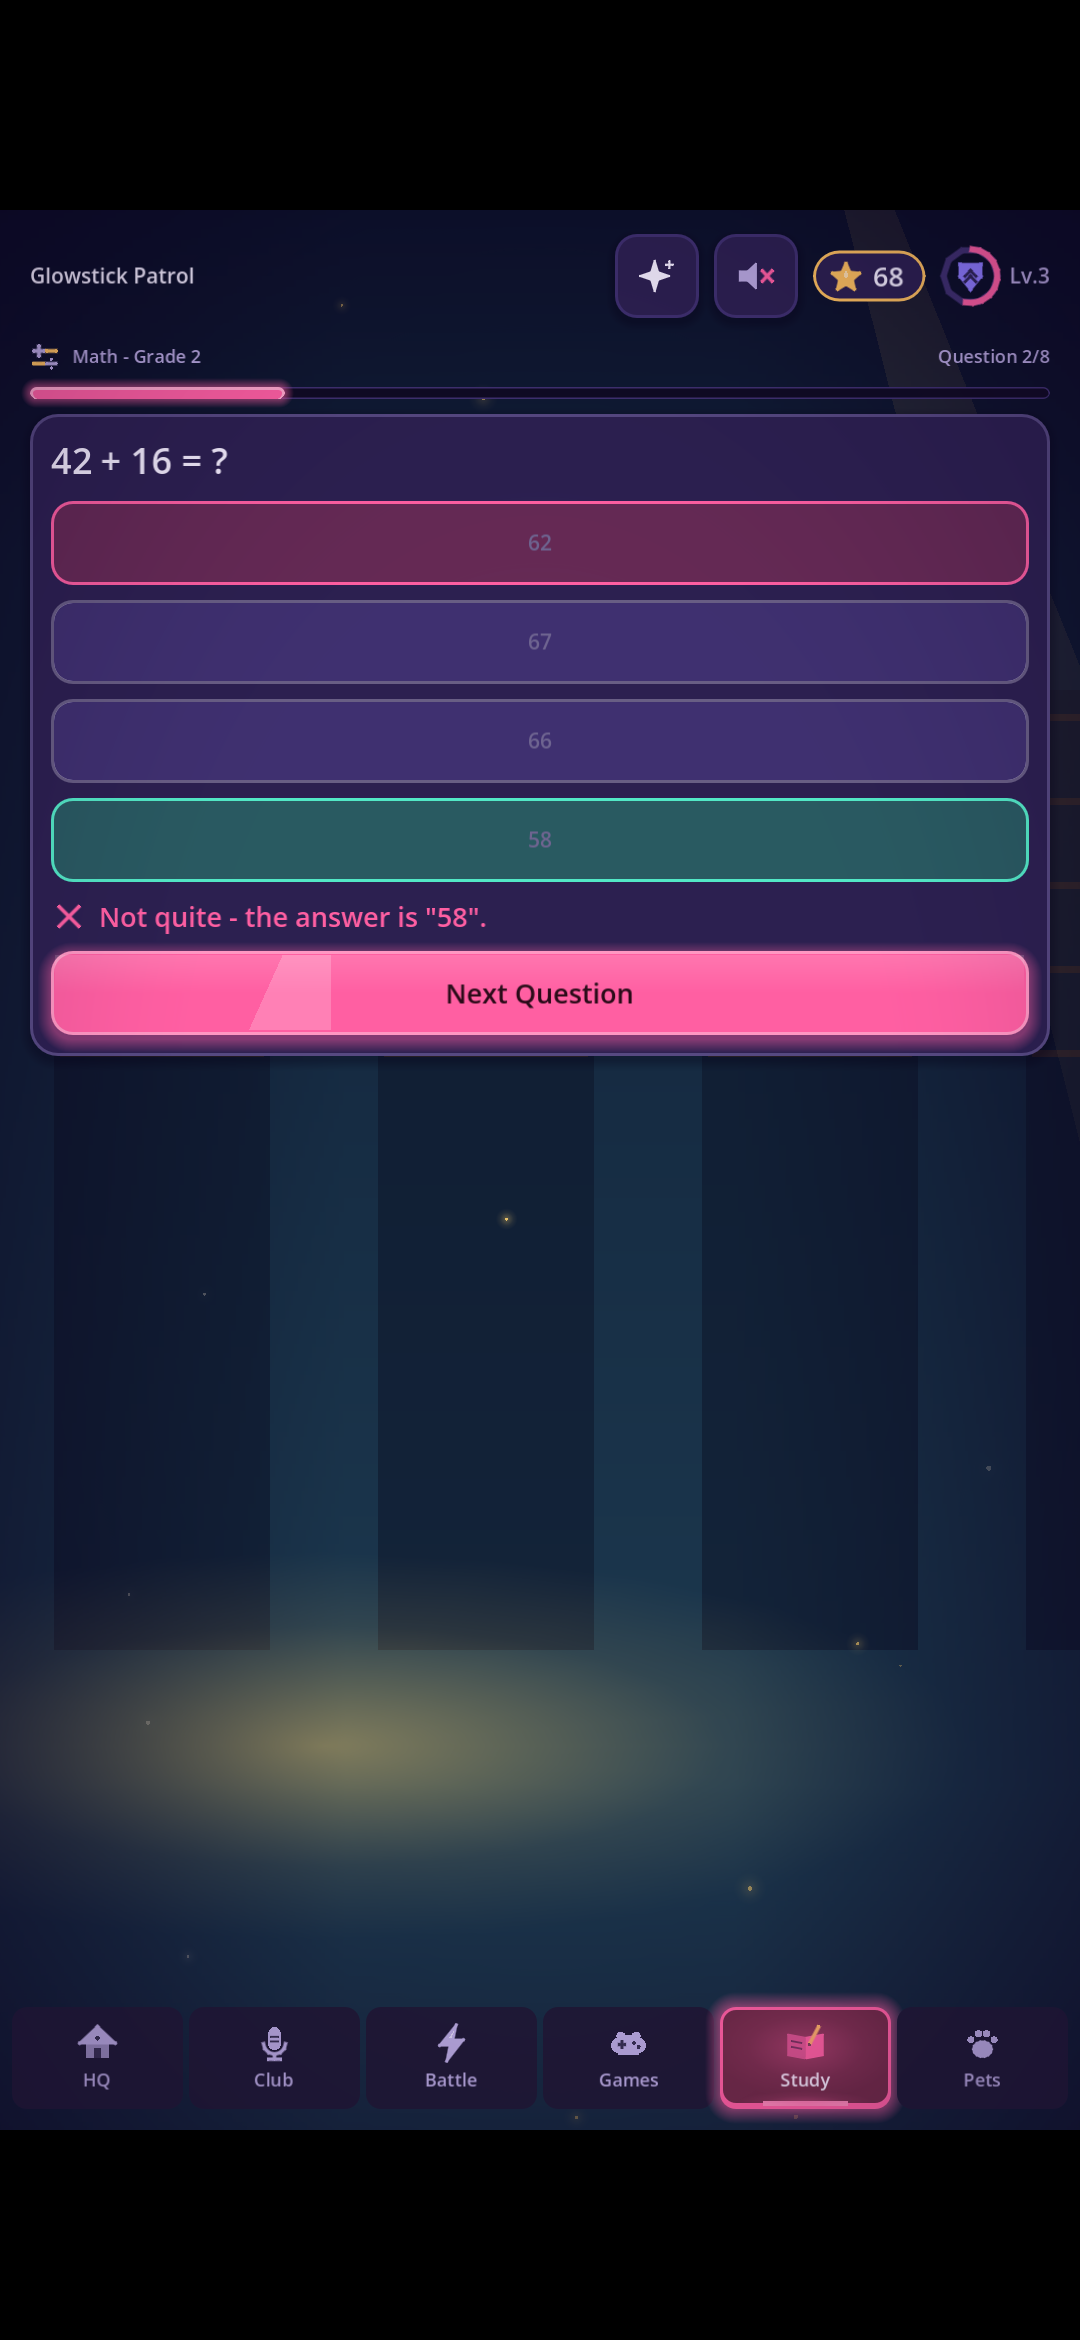 Glowstick Patrol
68
Lv.3
Math - Grade 2
Question 2/8
42 + 16 = ?
62
67
66
58
Not quite - the answer is "58".
Next Question
HQ
Club
Battle
Games
Study
Pets